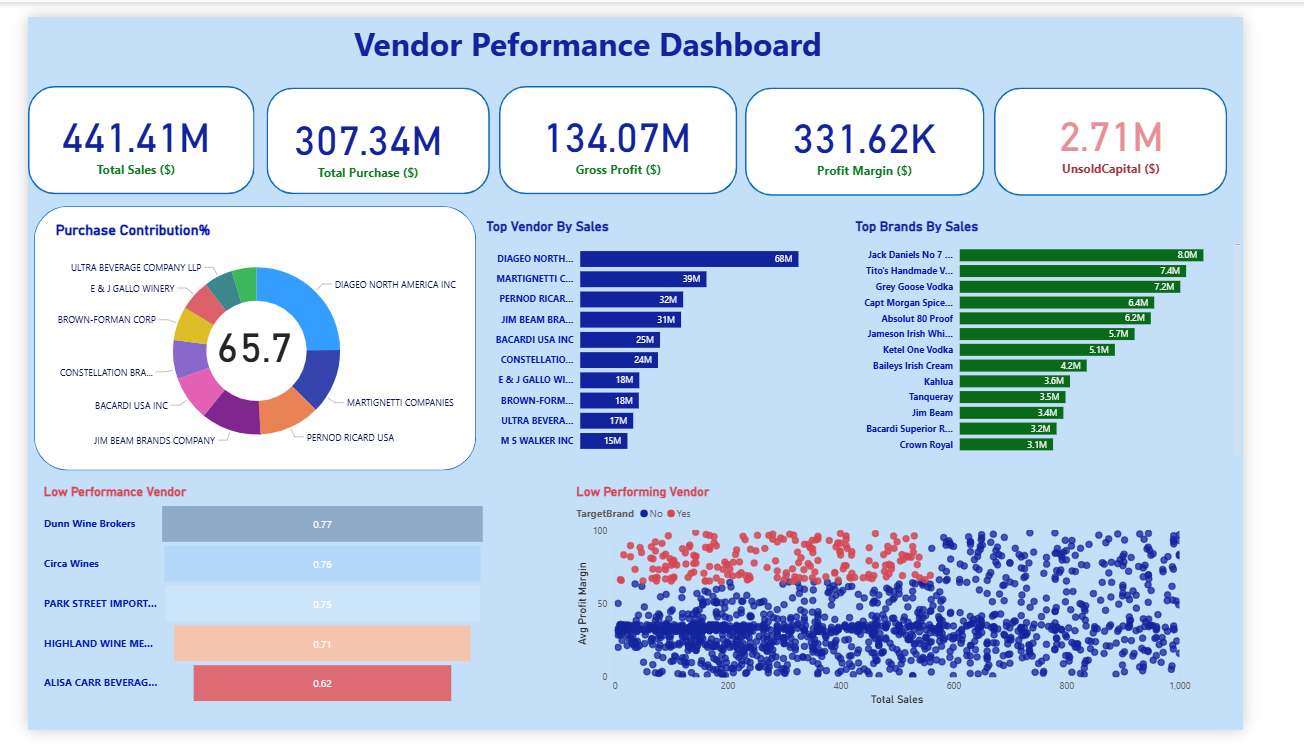 Vendor Peformance Dashboard
441.41M
Total Sales ($)
307.34M
Total Purchase ($)
134.07M
Gross Profit ($)
331.62K
Profit Margin ($)
2.71M
UnsoldCapital ($)
Purchase Contribution%
ULTRA BEVERAGE COMPANY LLP
E & J GALLO WINERY
BROWN-FORMAN CORP
CONSTELLATION BRA...
BACARDI USA INC
JIM BEAM BRANDS COMPANY
DIAGEO NORTH AMERICA INC
MARTIGNETTI COMPANIES
PERNOD RICARD USA
65.7
Top Vendor By Sales
DIAGEO NORTH... 68M
MARTIGNETTI C... 39M
PERNOD RICAR... 32M
JIM BEAM BRA... 31M
BACARDI USA INC 25M
CONSTELLATIO... 24M
E & J GALLO WI... 18M
BROWN-FORM... 18M
ULTRA BEVERA... 17M
M S WALKER INC 15M
Top Brands By Sales
Jack Daniels No 7 ... 8.0M
Tito's Handmade V... 7.4M
Grey Goose Vodka 7.2M
Capt Morgan Spice... 6.4M
Absolut 80 Proof 6.2M
Jameson Irish Whi... 5.7M
Ketel One Vodka 5.1M
Baileys Irish Cream 4.2M
Kahlua 3.6M
Tanqueray 3.5M
Jim Beam 3.4M
Bacardi Superior R... 3.2M
Crown Royal 3.1M
Low Performance Vendor
Dunn Wine Brokers 0.77
Circa Wines 0.76
PARK STREET IMPORT... 0.75
HIGHLAND WINE ME... 0.71
ALISA CARR BEVERAG... 0.62
Low Performing Vendor
TargetBrand No Yes
100
50
0
Avg Profit Margin
0 200 400 600 800 1,000
Total Sales